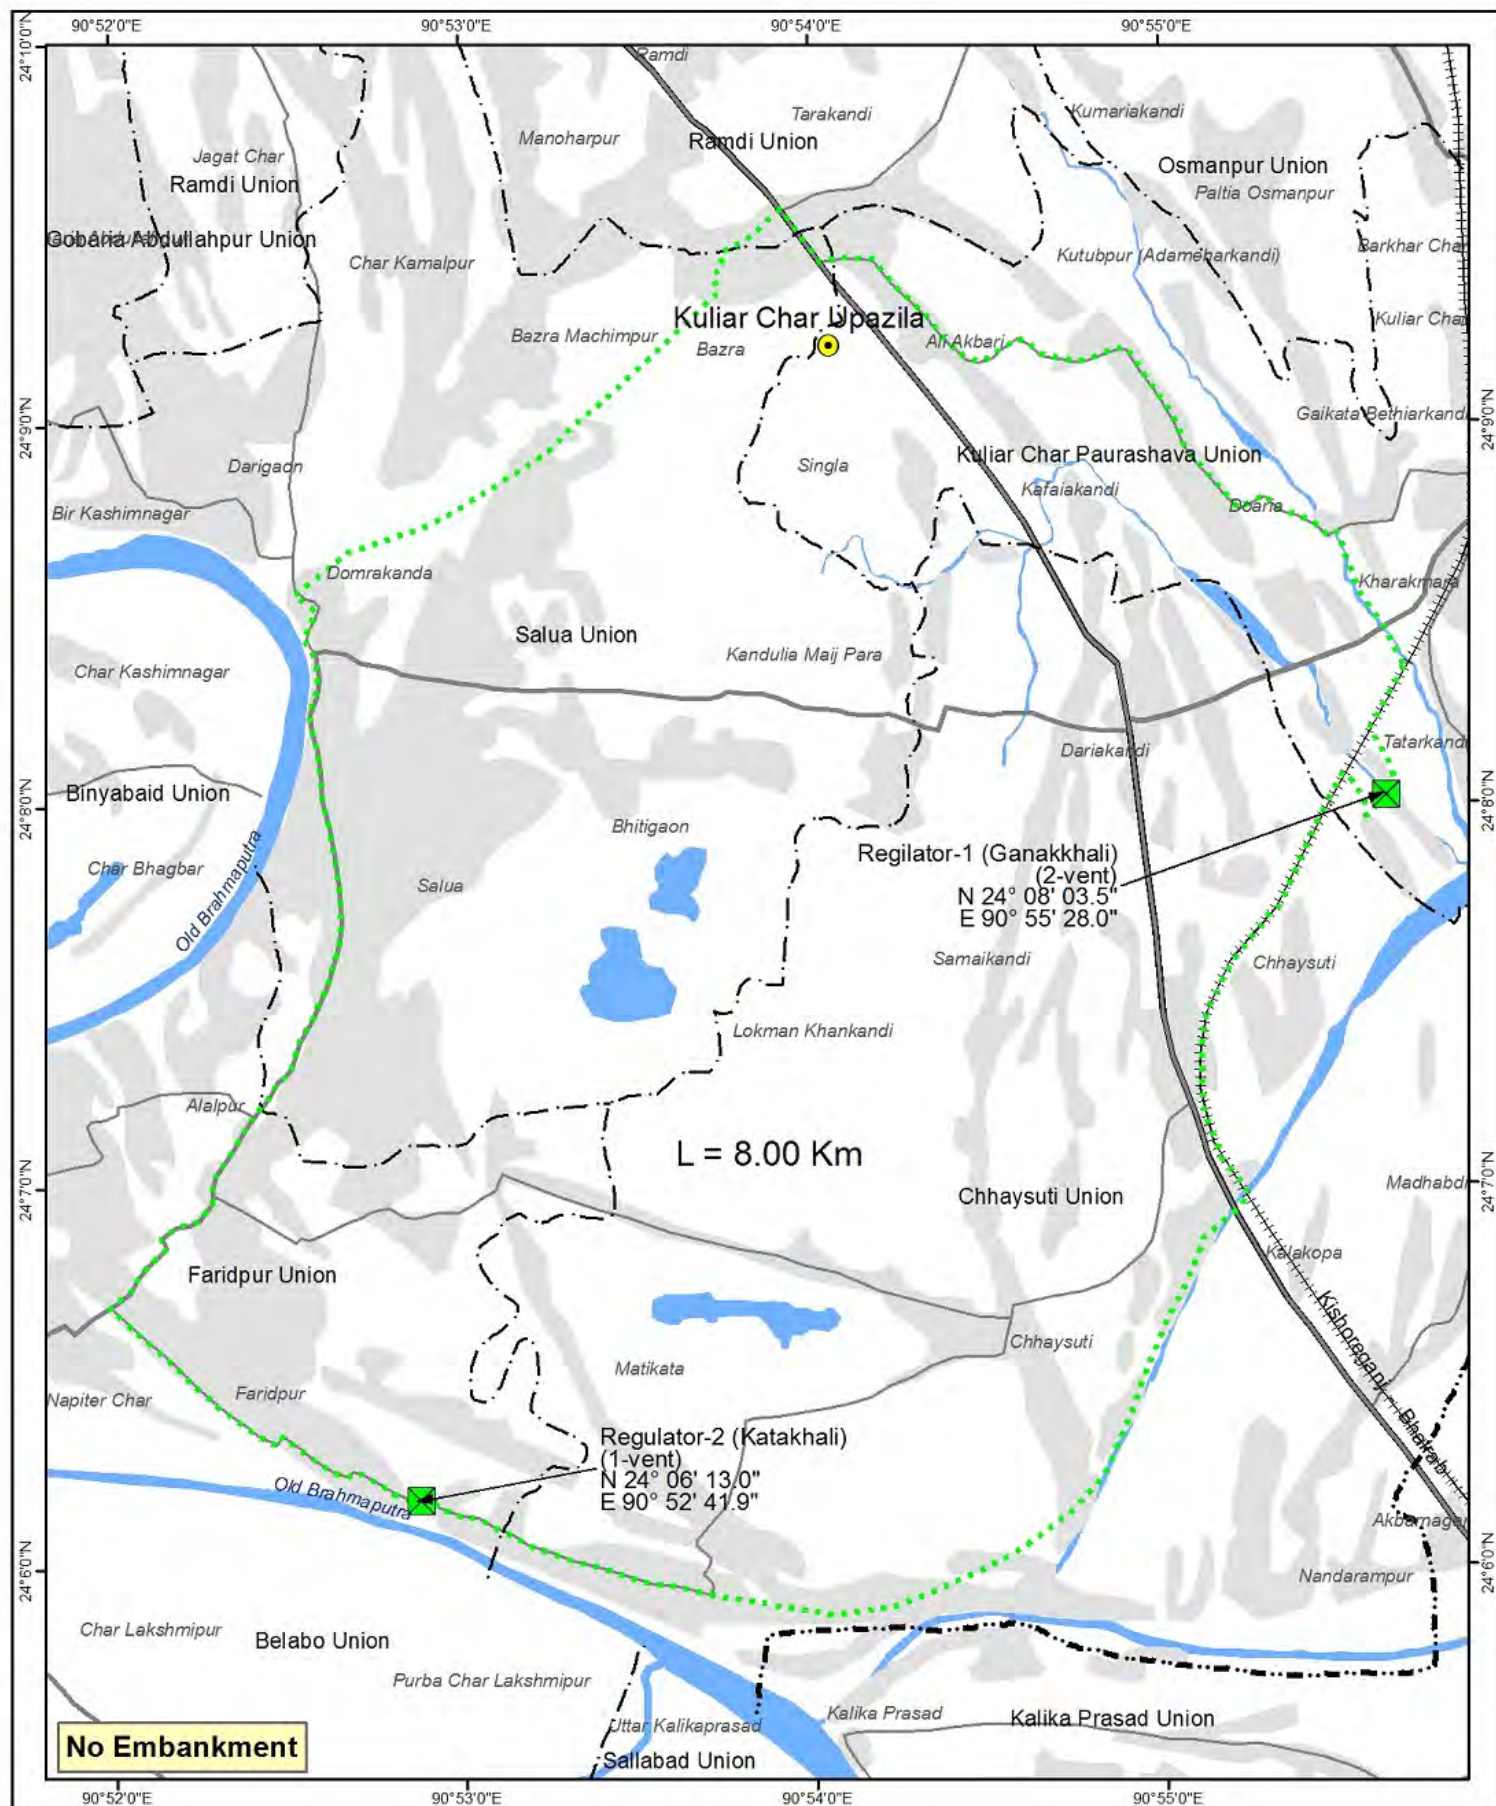 90°52'0"E
90°53'0"E
90°54'0"E
90°55'0"E
24°10'0"N
Ramdi
Tarakandi
Kumariakandi
Manoharpur
Ramdi Union
Jagat Char
Ramdi Union
Osmanpur Union
Paltia Osmanpur
Gobaria Abdullahpur Union
Char Kamalpur
Kutubpur (Adamcharkandi)
Barkhar Char
Kuliar Char Upazila
Kuliar Char
Bazra Machimpur
Bazra
Ali Akbari
24°9'0"N
24°9'0"N
Gaikata Bethiarkandi
Darigaon
Singla
Kuliar Char Paurashava Union
Kafaiakandi
Bir Kashimnagar
Doaria
Domrakanda
Kharakmara
Salua Union
Kandulia Maij Para
Char Kashimnagar
Dariakandi
Tatarkandi
24°8'0"N
24°8'0"N
Binyabaid Union
Bhitigaon
Char Bhagbar
Old Brahmaputra
Salua
Regilator-1 (Ganakkhali)
(2-vent)
N 24° 08' 03.5"
E 90° 55' 28.0"
Samaikandi
Chhaysuti
Lokman Khankandi
Alalpur
L = 8.00 Km
24°7'0"N
24°7'0"N
Madhabdi
Chhaysuti Union
Kalakopa
Faridpur Union
Kishoreganj
Bhairab
Chhaysuti
Matikata
Napiter Char
Faridpur
Regulator-2 (Katakhali)
(1-vent)
N 24° 06' 13.0"
E 90° 52' 41.9"
Old Brahmaputra
Akbarnagar
24°6'0"N
24°6'0"N
Nandarampur
Char Lakshmipur
Belabo Union
Purba Char Lakshmipur
Kalika Prasad
Kalika Prasad Union
Uttar Kalikaprasad
No Embankment
Sallabad Union
90°52'0"E
90°53'0"E
90°54'0"E
90°55'0"E